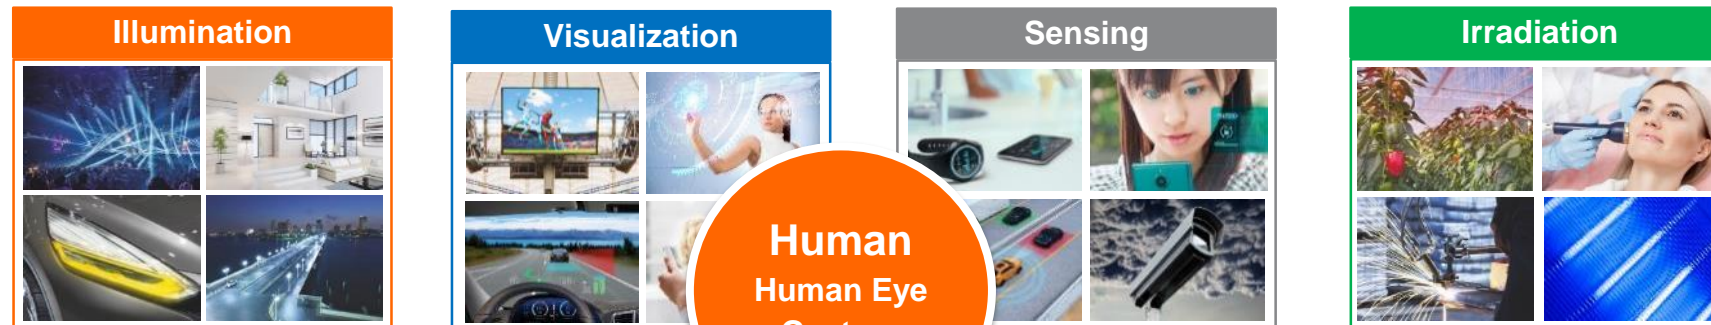 Illumination
Visualization
Sensing
Irradiation
Human
Human Eye